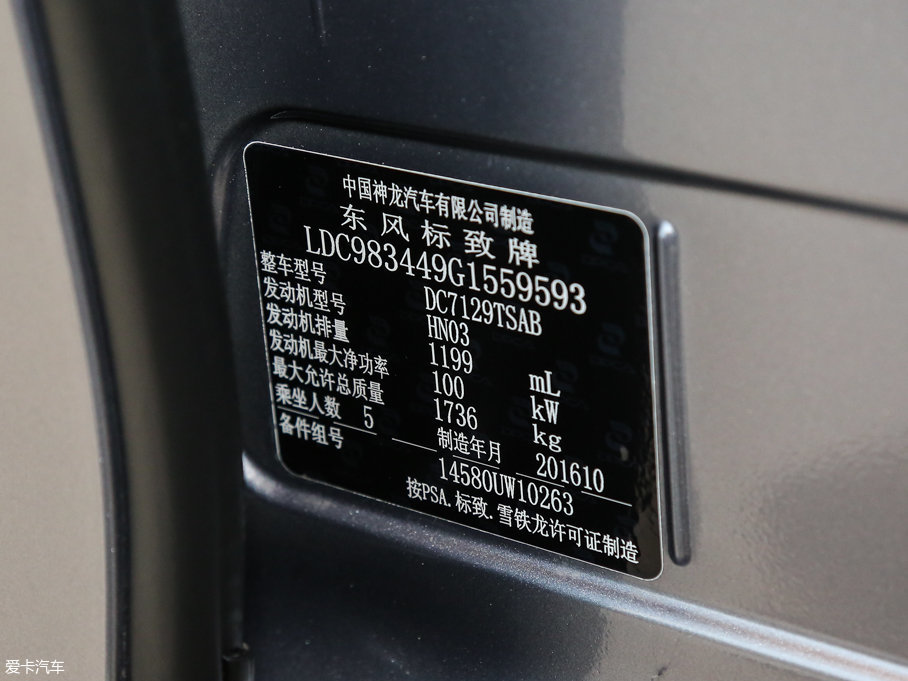 中国神龙汽车有限公司制造
东风标致牌
LDC983449G1559593
整车型号 DC7129TSAB
发动机型号 HN03
发动机排量 1199 mL
发动机最大净功率 100 kW
最大允许总质量 1736 kg
乘坐人数 5 制造年月 201610
备件组号 14580UW10263
按PSA.标致.雪铁龙许可证制造
爱卡汽车